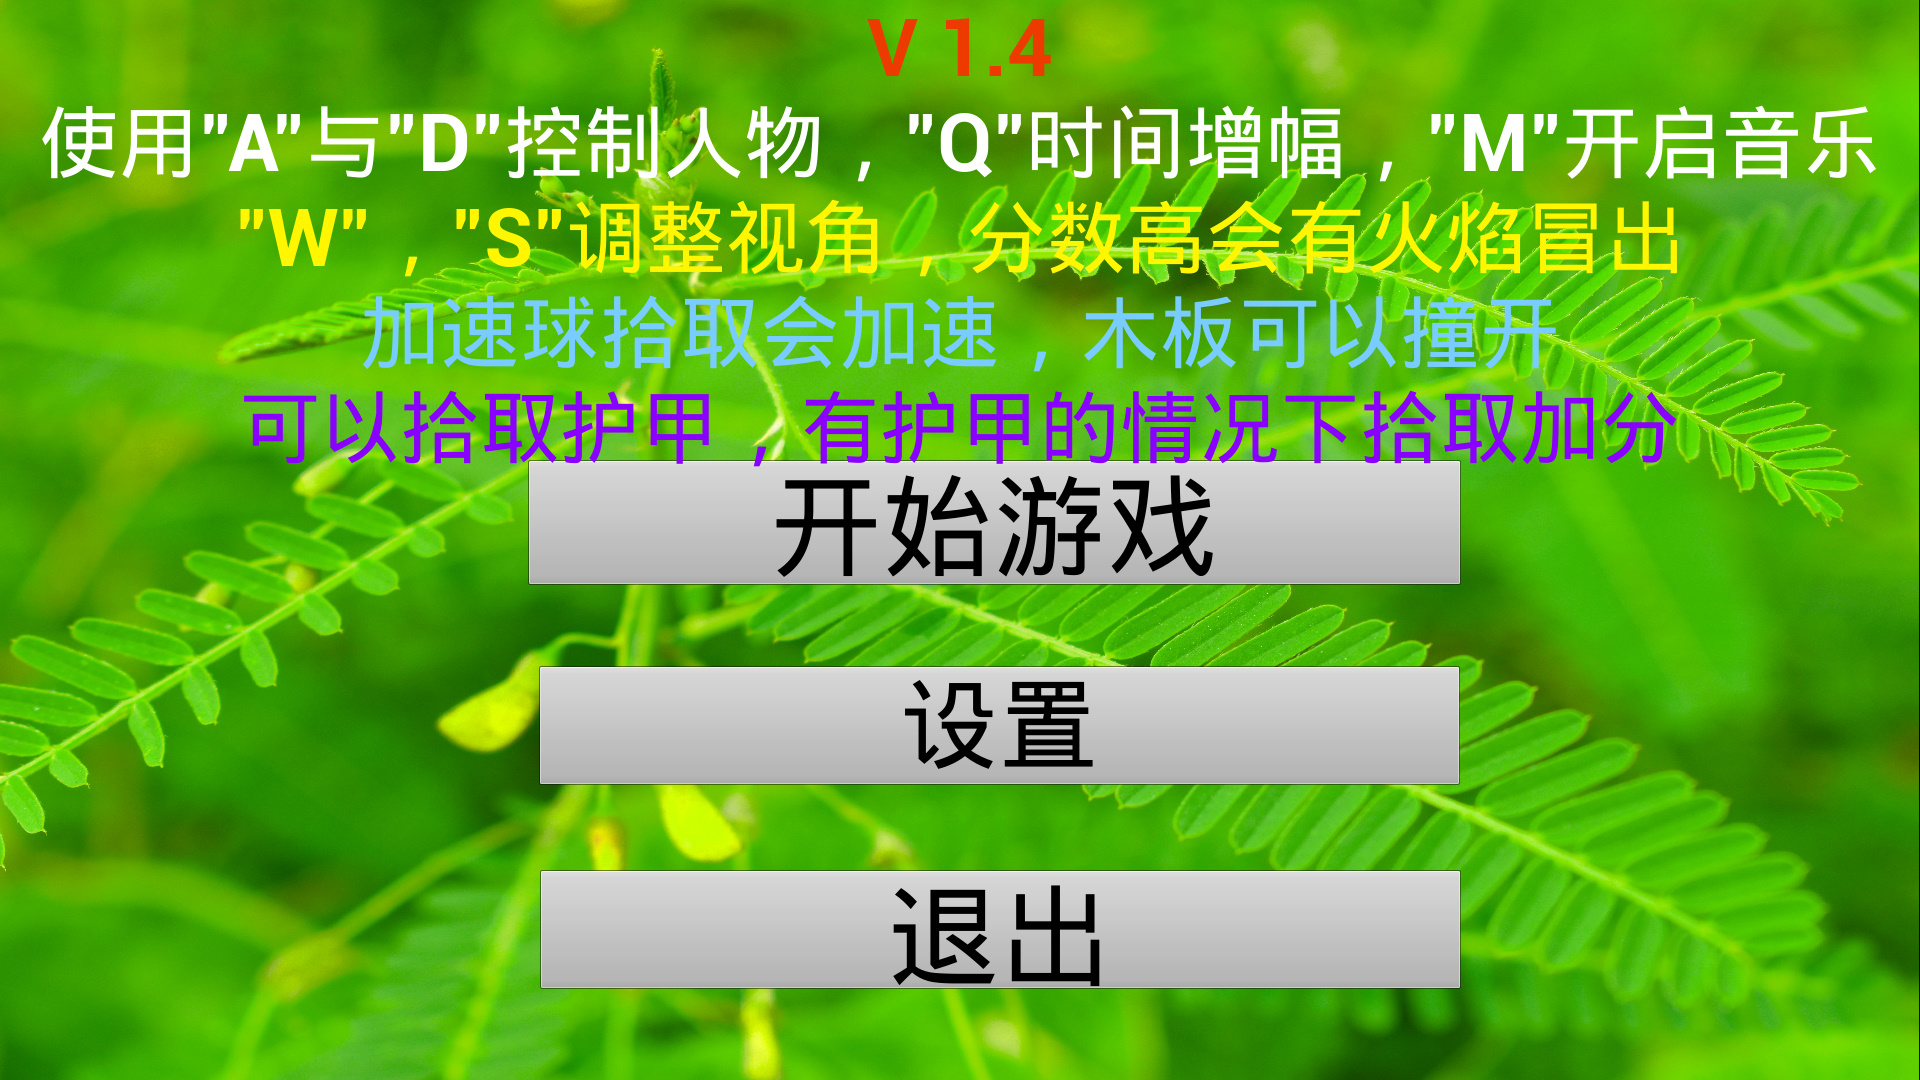 V 1.4
使用"A"与"D"控制人物，"Q"时间增幅，"M"开启音乐
"W"，"S"调整视角，分数高会有火焰冒出
加速球拾取会加速，木板可以撞开
可以拾取护甲，有护甲的情况下拾取加分
开始游戏
设置
退出